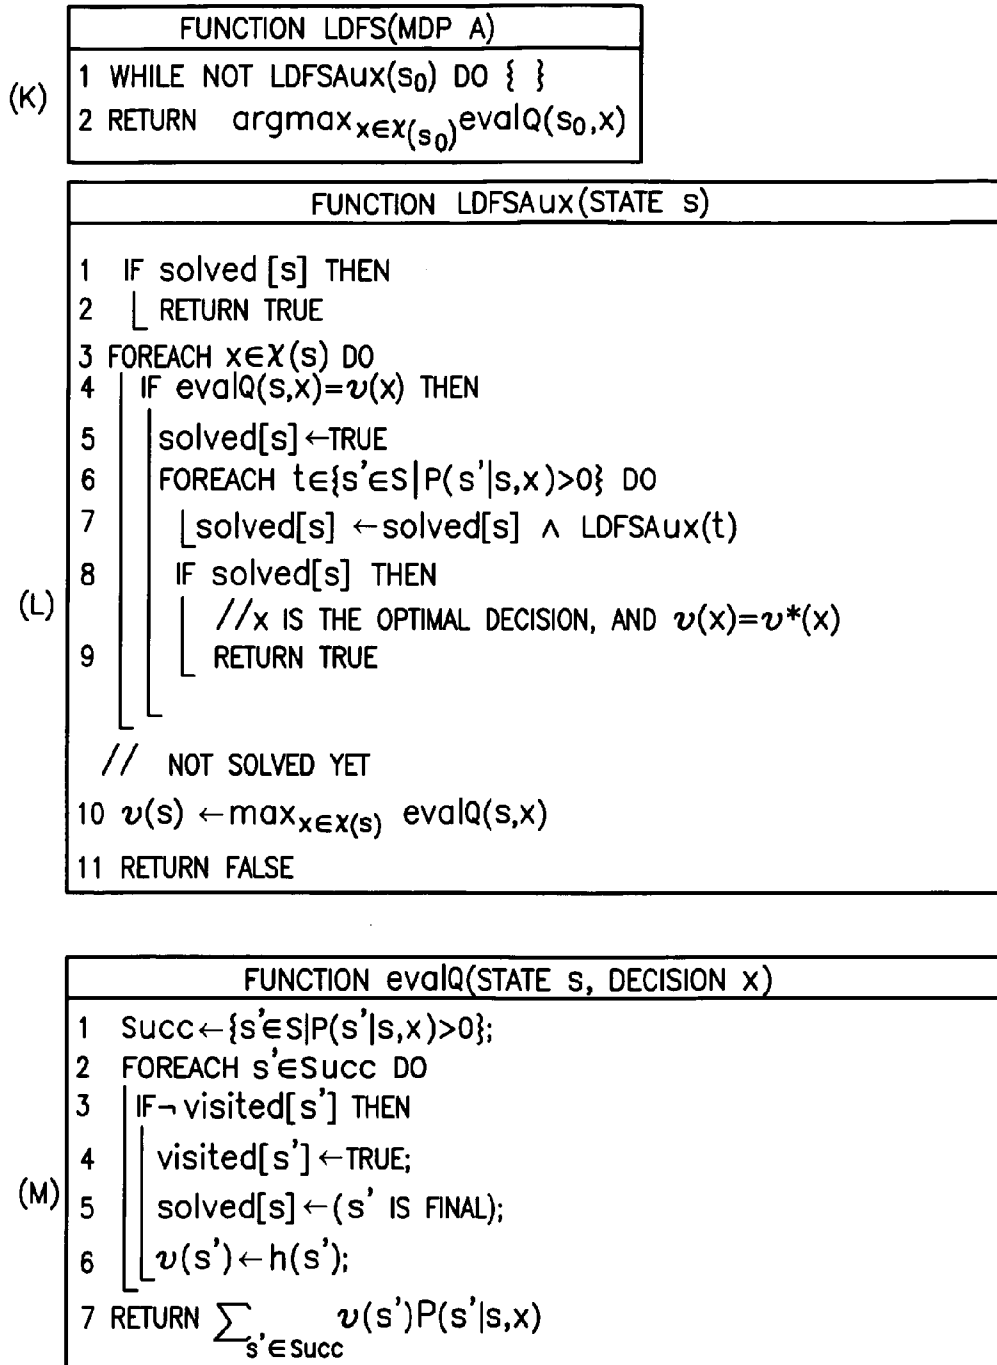 FUNCTION LDFS(MDP A)
(K)
1 WHILE NOT LDFSAux(s₀) DO { }
2 RETURN argmax_{x∈χ(s₀)}evalQ(s₀,x)
FUNCTION LDFSAux(STATE s)
(L)
1 IF solved [s] THEN
2 RETURN TRUE
3 FOREACH x∈χ(s) DO
4 IF evalQ(s,x)=υ(x) THEN
5 solved[s]←TRUE
6 FOREACH t∈{s'∈S|P(s'|s,x)>0} DO
7 solved[s] ←solved[s] ∧ LDFSAux(t)
8 IF solved[s] THEN
//x IS THE OPTIMAL DECISION, AND υ(x)=υ*(x)
9 RETURN TRUE
// NOT SOLVED YET
10 υ(s) ←max_{x∈χ(s)} evalQ(s,x)
11 RETURN FALSE
FUNCTION evalQ(STATE s, DECISION x)
(M)
1 Succ←{s'∈S|P(s'|s,x)>0};
2 FOREACH s'∈Succ DO
3 IF¬ visited[s'] THEN
4 visited[s']←TRUE;
5 solved[s]←(s' IS FINAL);
6 υ(s')←h(s');
7 RETURN ∑_{s'∈Succ} υ(s')P(s'|s,x)